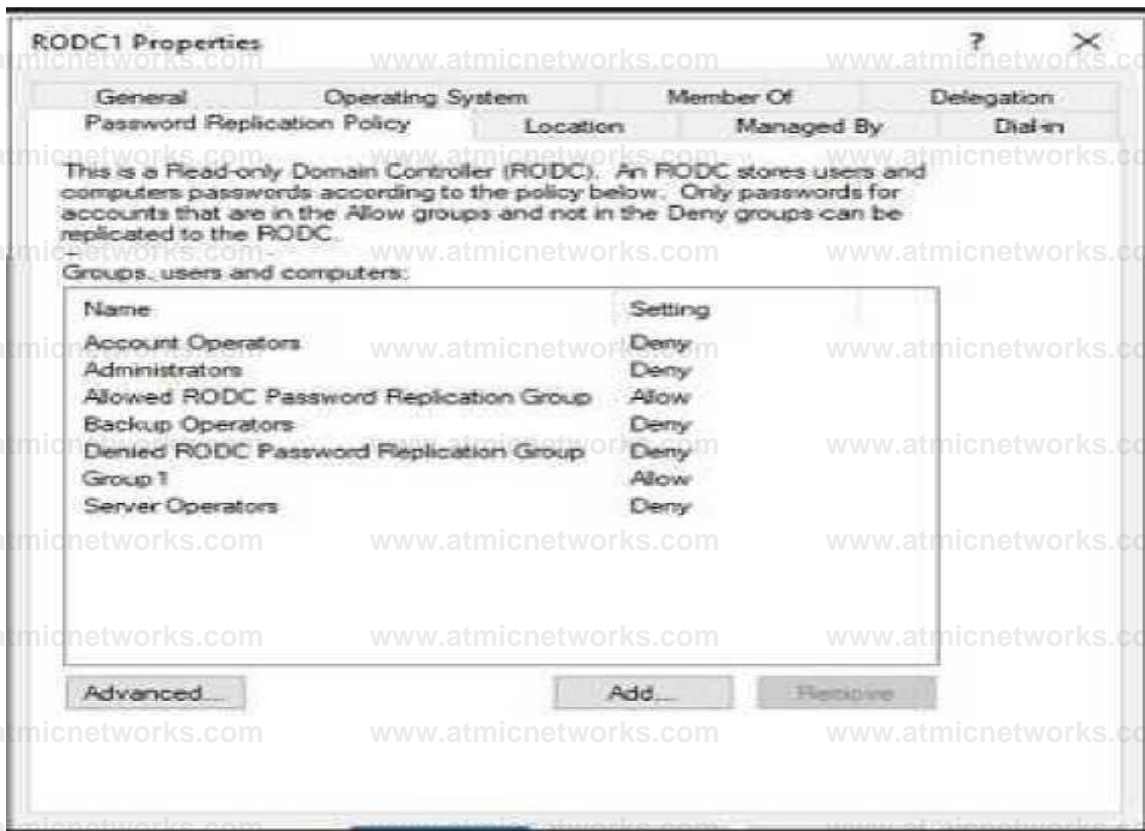 RODC1 Properties
General Operating System Member Of Delegation
Password Replication Policy Location Managed By Dial-in
This is a Read-only Domain Controller (RODC). An RODC stores users and
computers passwords according to the policy below. Only passwords for
accounts that are in the Allow groups and not in the Deny groups can be
replicated to the RODC.
Groups, users and computers:
Name Setting
Account Operators Deny
Administrators Deny
Allowed RODC Password Replication Group Allow
Backup Operators Deny
Denied RODC Password Replication Group Deny
Group1 Allow
Server Operators Deny
Advanced... Add... Remove
www.atmicnetworks.com